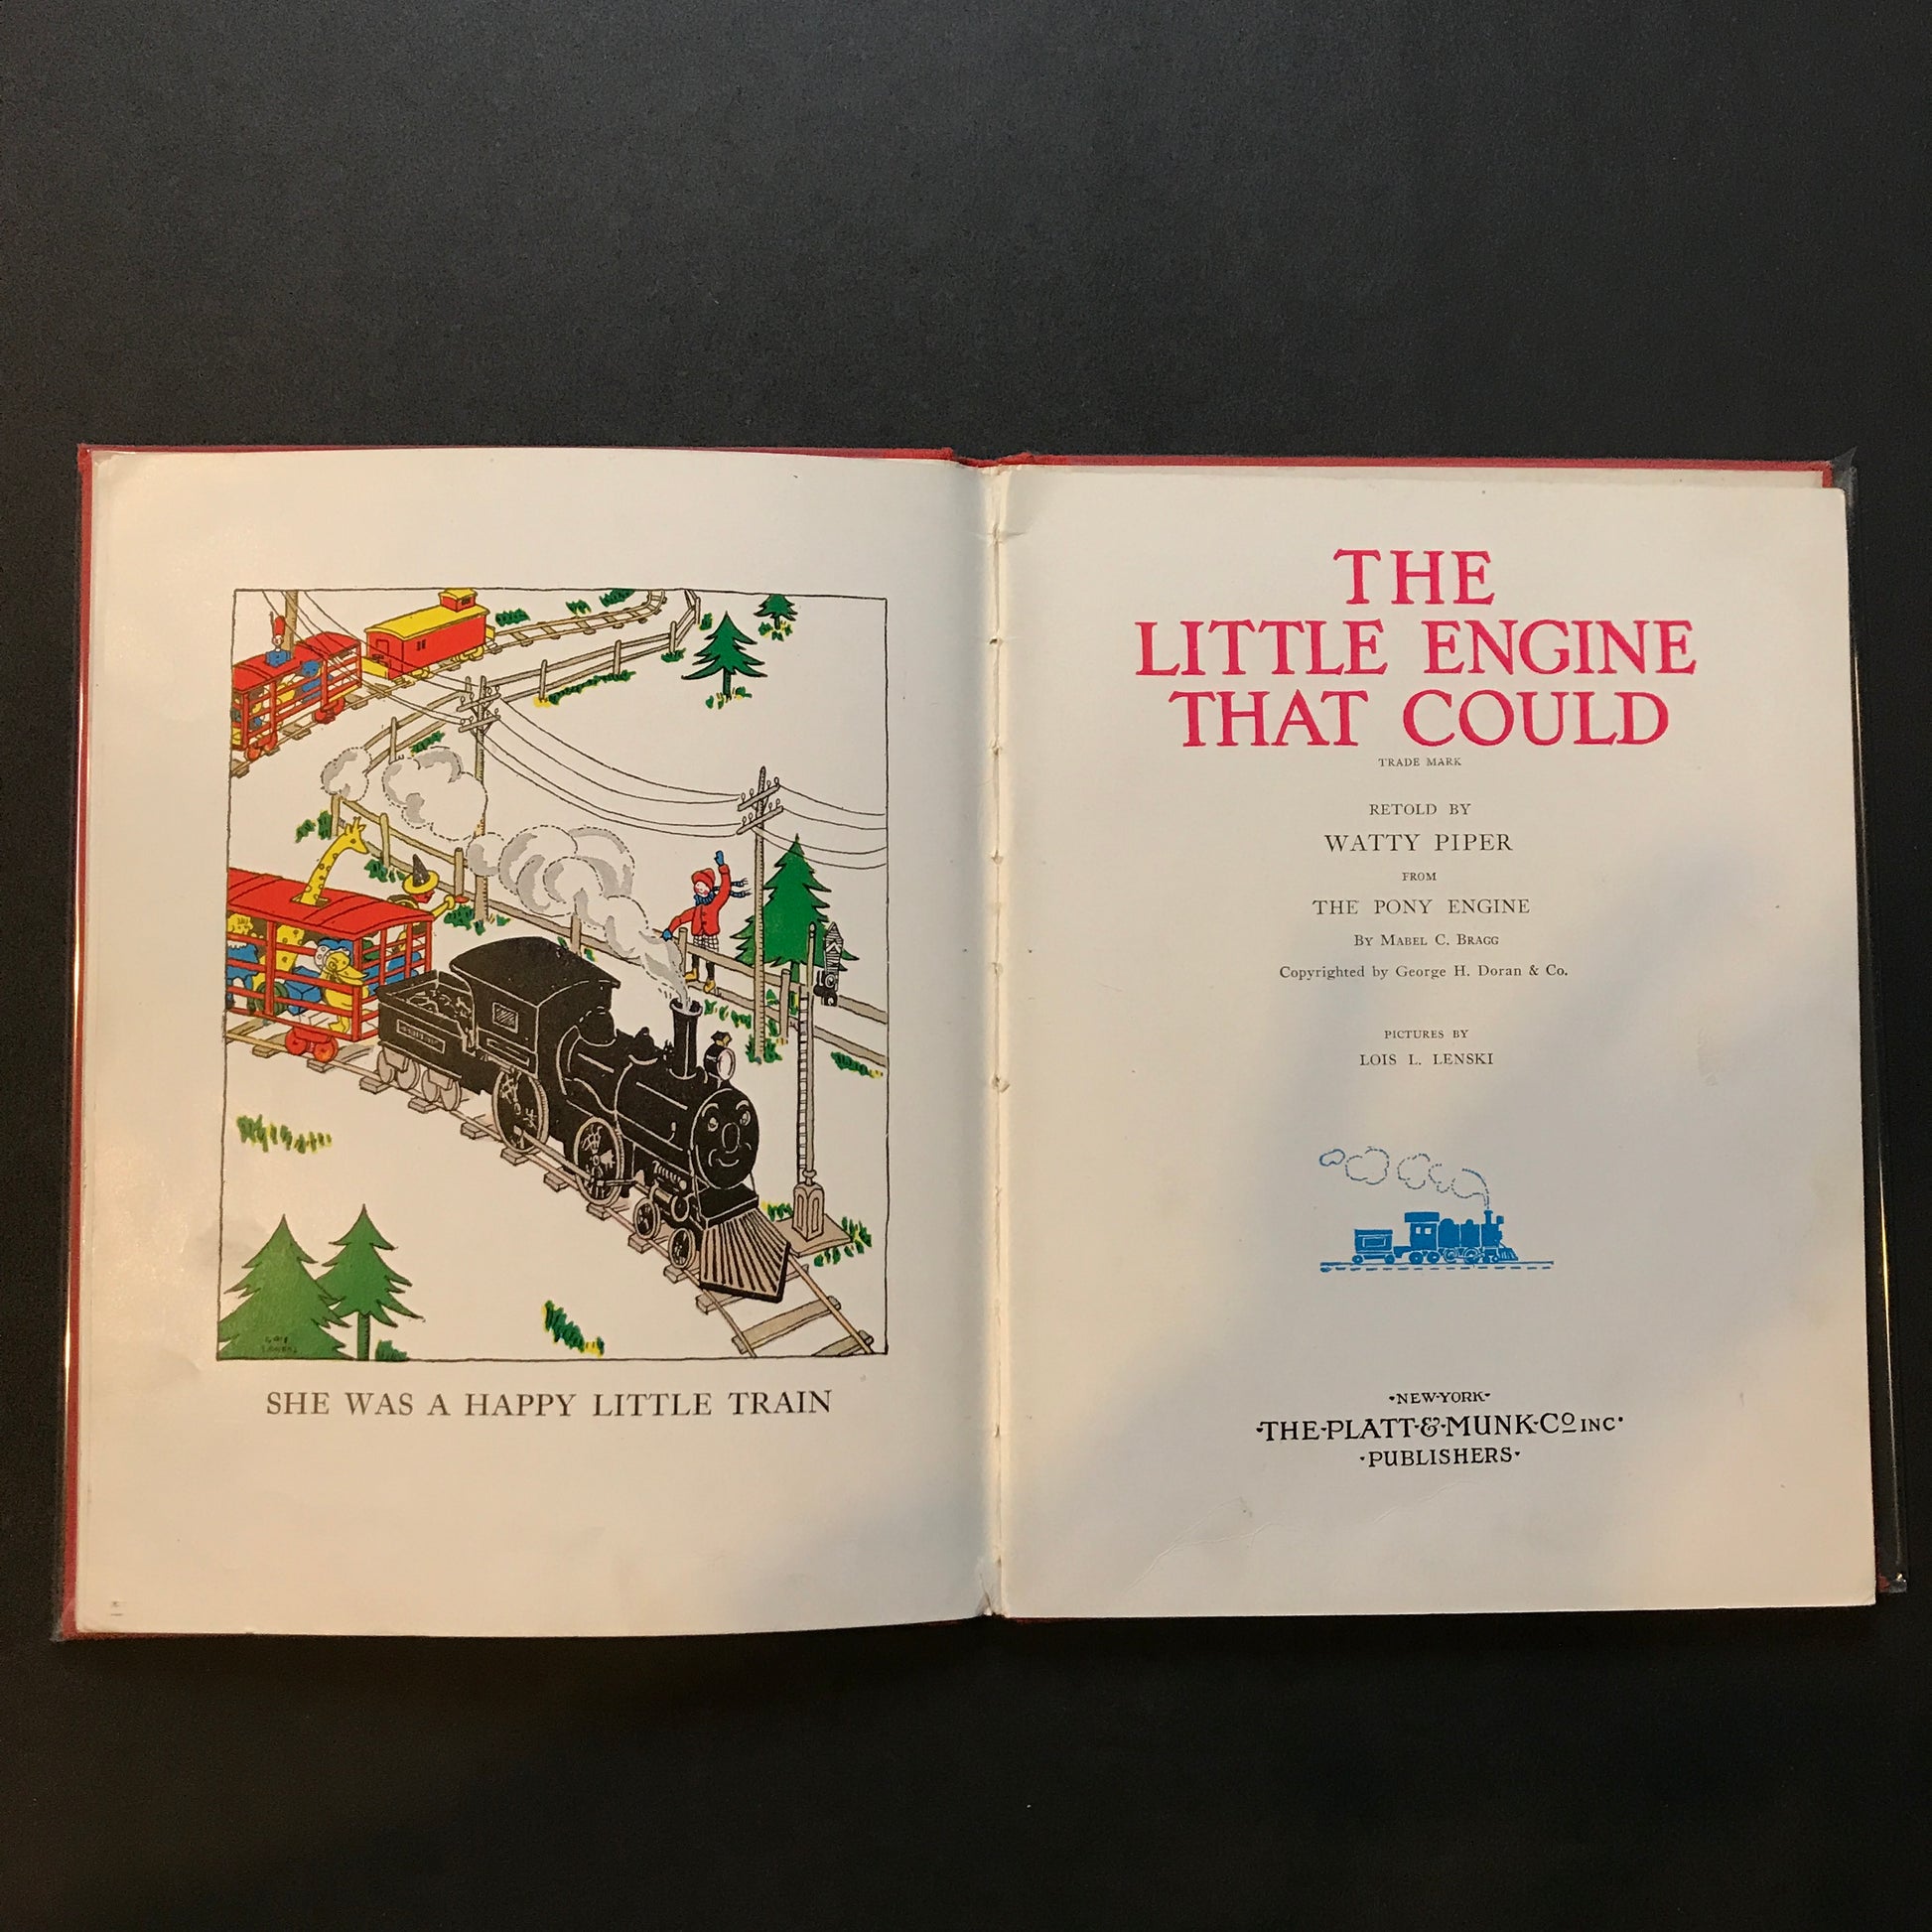 SHE WAS A HAPPY LITTLE TRAIN
THE
LITTLE ENGINE
THAT COULD
TRADE MARK
RETOLD BY
WATTY PIPER
FROM
THE PONY ENGINE
By Mabel C. Bragg
Copyrighted by George H. Doran & Co.
PICTURES BY
LOIS L. LENSKI
·NEW·YORK·
·THE·PLATT·&·MUNK·Cº INC·
·PUBLISHERS·